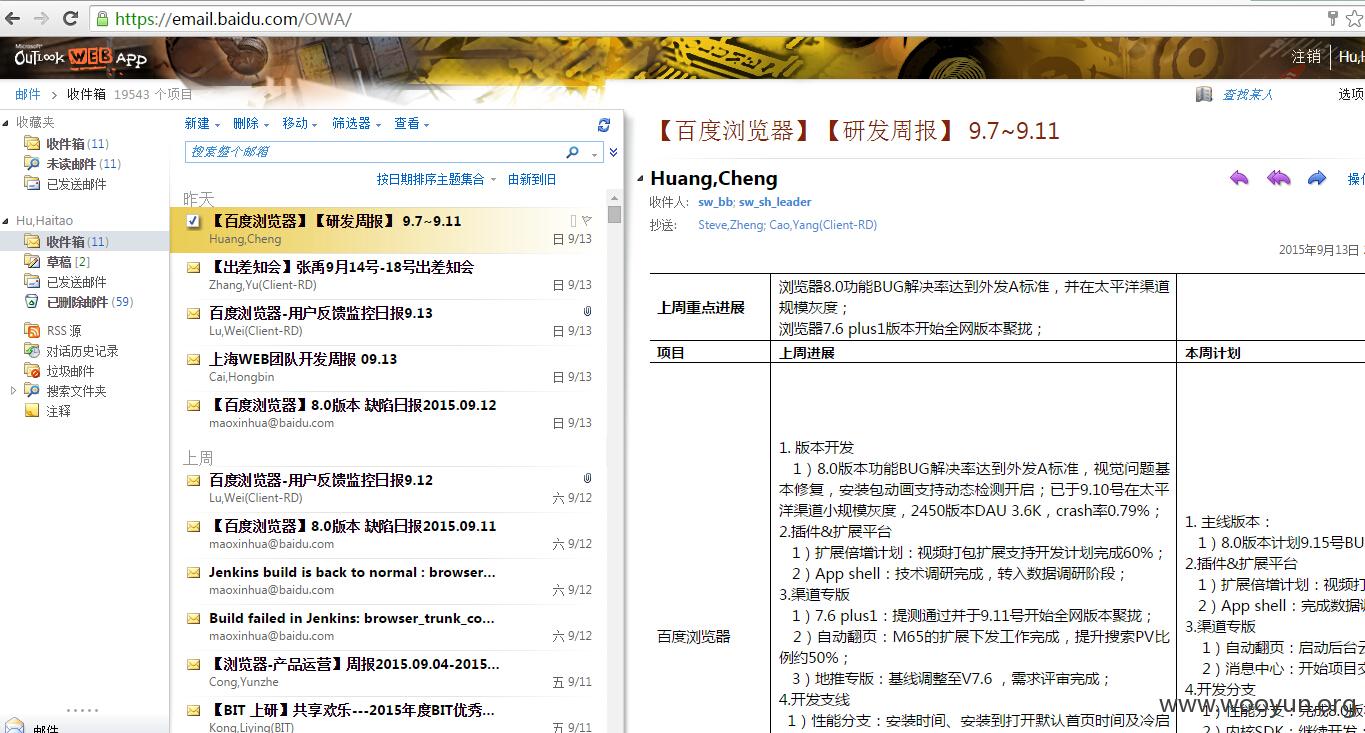 https://email.baidu.com/OWA/
Microsoft
Outlook WEB App
注销
Hu,H
邮件 > 收件箱 19543 个项目
查找某人
选项
收藏夹
收件箱 (11)
未读邮件 (11)
已发送邮件
Hu,Haitao
收件箱 (11)
草稿 [2]
已发送邮件
已删除邮件 (59)
RSS 源
对话历史记录
垃圾邮件
搜索文件夹
注释
邮件
新建 删除 移动 筛选器 查看
搜索整个邮箱
按日期排序主题集合 由新到旧
昨天
【百度浏览器】【研发周报】 9.7~9.11
Huang,Cheng
日 9/13
【出差知会】张禹9月14号-18号出差知会
Zhang,Yu(Client-RD)
日 9/13
百度浏览器-用户反馈监控日报9.13
Lu,Wei(Client-RD)
日 9/13
上海WEB团队开发周报 09.13
Cai,Hongbin
日 9/13
【百度浏览器】8.0版本 缺陷日报2015.09.12
maoxinhua@baidu.com
日 9/13
上周
百度浏览器-用户反馈监控日报9.12
Lu,Wei(Client-RD)
六 9/12
【百度浏览器】8.0版本 缺陷日报2015.09.11
maoxinhua@baidu.com
六 9/12
Jenkins build is back to normal : browser...
maoxinhua@baidu.com
六 9/12
Build failed in Jenkins: browser_trunk_co...
maoxinhua@baidu.com
六 9/12
【浏览器-产品运营】周报2015.09.04-2015...
Cong,Yunzhe
五 9/11
【BIT 上研】共享欢乐---2015年度BIT优秀...
Kong,Liying(BIT)
五 9/11
【百度浏览器】【研发周报】 9.7~9.11
Huang,Cheng
操作
收件人: sw_bb; sw_sh_leader
抄送: Steve,Zheng; Cao,Yang(Client-RD)
2015年9月13日
上周重点进展
浏览器8.0功能BUG解决率达到外发A标准，并在太平洋渠道
规模灰度；
浏览器7.6 plus1版本开始全网版本聚拢；
项目
上周进展
本周计划
百度浏览器
1. 版本开发
1）8.0版本功能BUG解决率达到外发A标准，视觉问题基
本修复，安装包动画支持动态检测开启；已于9.10号在太平
洋渠道小规模灰度，2450版本DAU 3.6K，crash率0.79%；
2.插件&扩展平台
1）扩展倍增计划：视频打包扩展支持开发计划完成60%；
2）App shell：技术调研完成，转入数据调研阶段；
3.渠道专版
1）7.6 plus1：提测通过并于9.11号开始全网版本聚拢；
2）自动翻页：M65的扩展下发工作完成，提升搜索PV比
例约50%；
3）地推专版：基线调整至V7.6 ，需求评审完成；
4.开发支线
1）性能分支：安装时间、安装到打开默认首页时间及冷启
1. 主线版本：
1）8.0版本计划9.15号BU
2.插件&扩展平台
1）扩展倍增计划：视频打
2）App shell：完成数据调
3.渠道专版
1）自动翻页：启动后台云
2）消息中心：开始项目交
4.开发分支
1）性能分支：完成8.0版本
2）内核SDK：继续开发；
www.wooyun.org